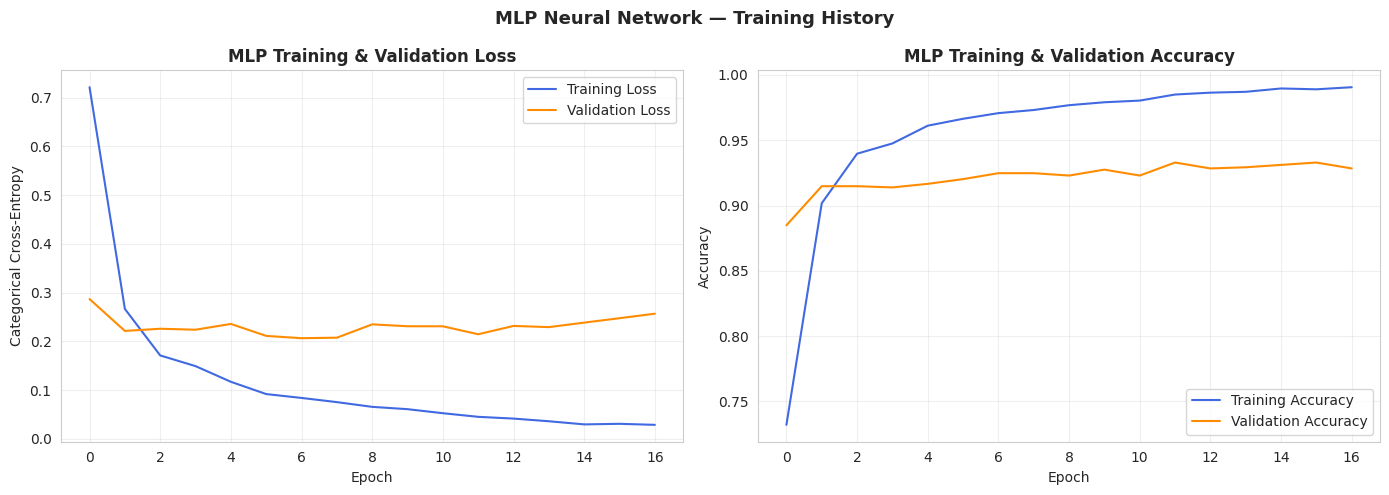 MLP Neural Network — Training History
MLP Training & Validation Loss
Training Loss
Validation Loss
Categorical Cross-Entropy
0.7
0.6
0.5
0.4
0.3
0.2
0.1
0.0
0 2 4 6 8 10 12 14 16
Epoch
MLP Training & Validation Accuracy
Accuracy
1.00
0.95
0.90
0.85
0.80
0.75
Training Accuracy
Validation Accuracy
0 2 4 6 8 10 12 14 16
Epoch